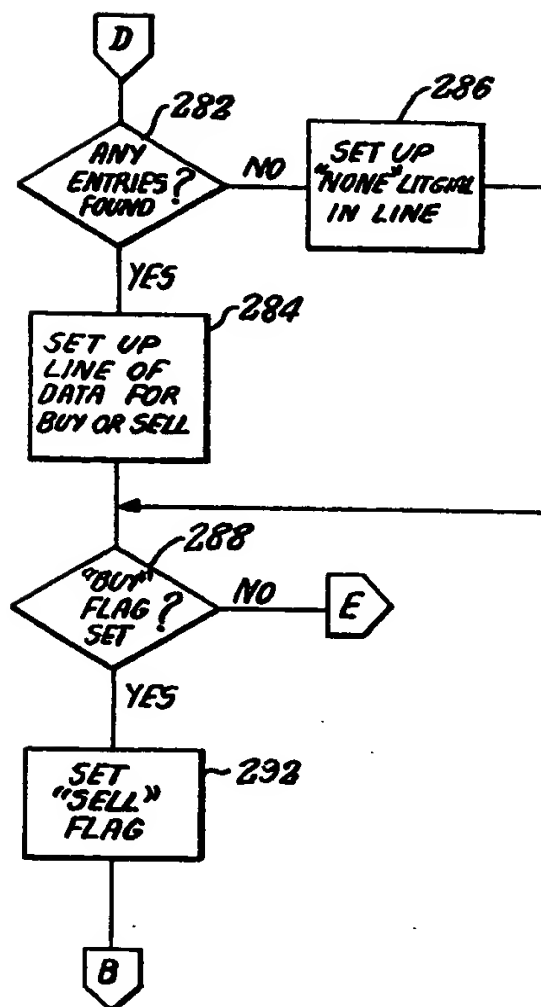 D
282
ANY
ENTRIES?
FOUND
NO
286
SET UP
"NONE" LITGIAL
IN LINE
YES
284
SET UP
LINE OF
DATA FOR
BUY OR SELL
288
"BUY"
FLAG ?
SET
NO
E
YES
292
SET
"SELL"
FLAG
B